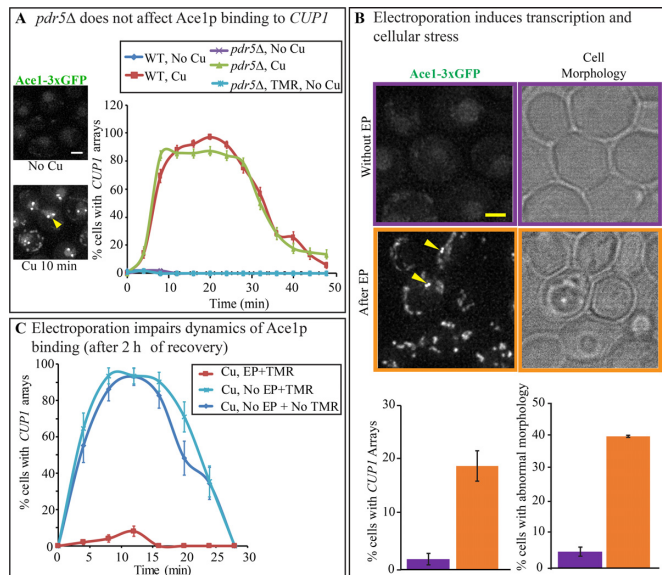 A pdr5Δ does not affect Ace1p binding to CUP1
WT, No Cu
WT, Cu
pdr5Δ, No Cu
pdr5Δ, Cu
pdr5Δ, TMR, No Cu
Ace1-3xGFP
No Cu
Cu 10 min
% cells with CUP1 arrays
120
100
80
60
40
20
0
0 10 20 30 40 50
Time (min)
B Electroporation induces transcription and
cellular stress
Ace1-3xGFP
Cell
Morphology
Without EP
After EP
% cells with CUP1 Arrays
30
20
10
0
% cells with abnormal morphology
50
40
30
20
10
0
C Electroporation impairs dynamics of Ace1p
binding (after 2 h of recovery)
Cu, EP+TMR
Cu, No EP+TMR
Cu, No EP + No TMR
% cells with CUP1 arrays
100
80
60
40
20
0
0 5 10 15 20 25 30
Time (min)